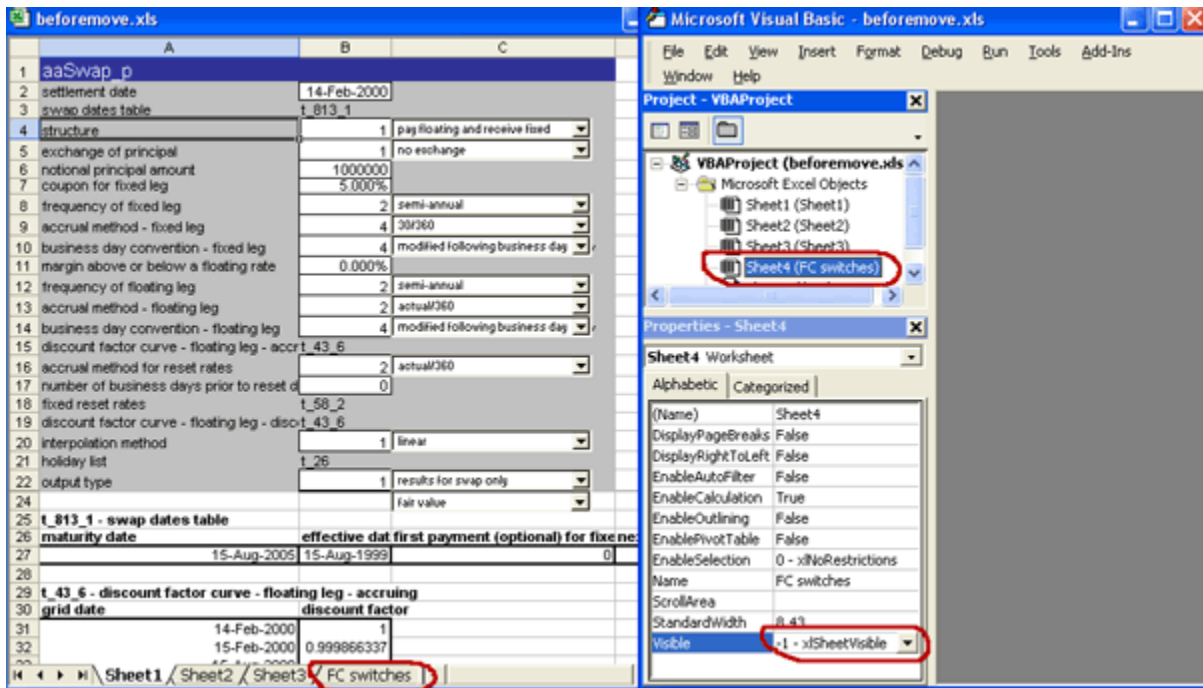 beforemove.xls
A B C
1 aaSwap_p
2 settlement date 14-Feb-2000
3 swap dates table t_813_1
4 structure 1 pay floating and receive fixed
5 exchange of principal 1 no exchange
6 notional principal amount 1000000
7 coupon for fixed leg 5.000%
8 frequency of fixed leg 2 semi-annual
9 accrual method - fixed leg 4 30/360
10 business day convention - fixed leg 4 modified following business day
11 margin above or below a floating rate 0.000%
12 frequency of floating leg 2 semi-annual
13 accrual method - floating leg 2 actual/360
14 business day convention - floating leg 4 modified following business day
15 discount factor curve - floating leg - accr t_43_6
16 accrual method for reset rates 2 actual/360
17 number of business days prior to reset d 0
18 fixed reset rates t_58_2
19 discount factor curve - floating leg - disc t_43_6
20 interpolation method 1 linear
21 holiday list t_26
22 output type 1 results for swap only
24 fair value
25 t_813_1 - swap dates table
26 maturity date effective dat first payment (optional) for fixe ne
27 15-Aug-2005 15-Aug-1999 0
28
29 t_43_6 - discount factor curve - floating leg - accruing
30 grid date discount factor
31 14-Feb-2000 1
32 15-Feb-2000 0.999866337
Sheet1 Sheet2 Sheet3 FC switches
Microsoft Visual Basic - beforemove.xls
File Edit View Insert Format Debug Run Tools Add-Ins
Window Help
Project - VBAProject
VBAProject (beforemove.xls
Microsoft Excel Objects
Sheet1 (Sheet1)
Sheet2 (Sheet2)
Sheet3 (Sheet3)
Sheet4 (FC switches)
Properties - Sheet4
Sheet4 Worksheet
Alphabetic Categorized
(Name) Sheet4
DisplayPageBreaks False
DisplayRightToLeft False
EnableAutoFilter False
EnableCalculation True
EnableOutlining False
EnablePivotTable False
EnableSelection 0 - xlNoRestrictions
Name FC switches
ScrollArea
StandardWidth 8.43
Visible -1 - xlSheetVisible